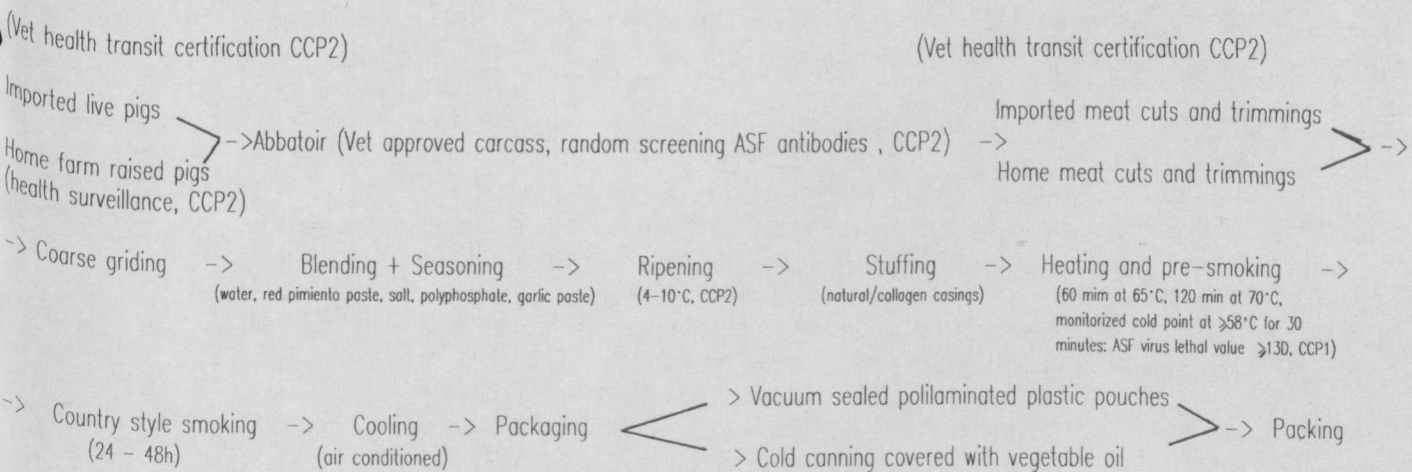 (Vet health transit certification CCP2)
(Vet health transit certification CCP2)
Imported live pigs
Home farm raised pigs
(health surveillance, CCP2)
->Abbatoir (Vet approved carcass, random screening ASF antibodies , CCP2) ->
Imported meat cuts and trimmings
Home meat cuts and trimmings
->
-> Coarse griding -> Blending + Seasoning -> Ripening -> Stuffing -> Heating and pre-smoking ->
(water, red pimiento paste, salt, polyphosphate, garlic paste) (4-10°C, CCP2) (natural/collagen casings) (60 mim at 65°C, 120 min at 70°C,
monitorized cold point at ⩾58°C for 30
minutes: ASF virus lethal value ⩾13D, CCP1)
-> Country style smoking -> Cooling -> Packaging
(24 - 48h) (air conditioned)
> Vacuum sealed polilaminated plastic pouches
> Cold canning covered with vegetable oil
-> Packing